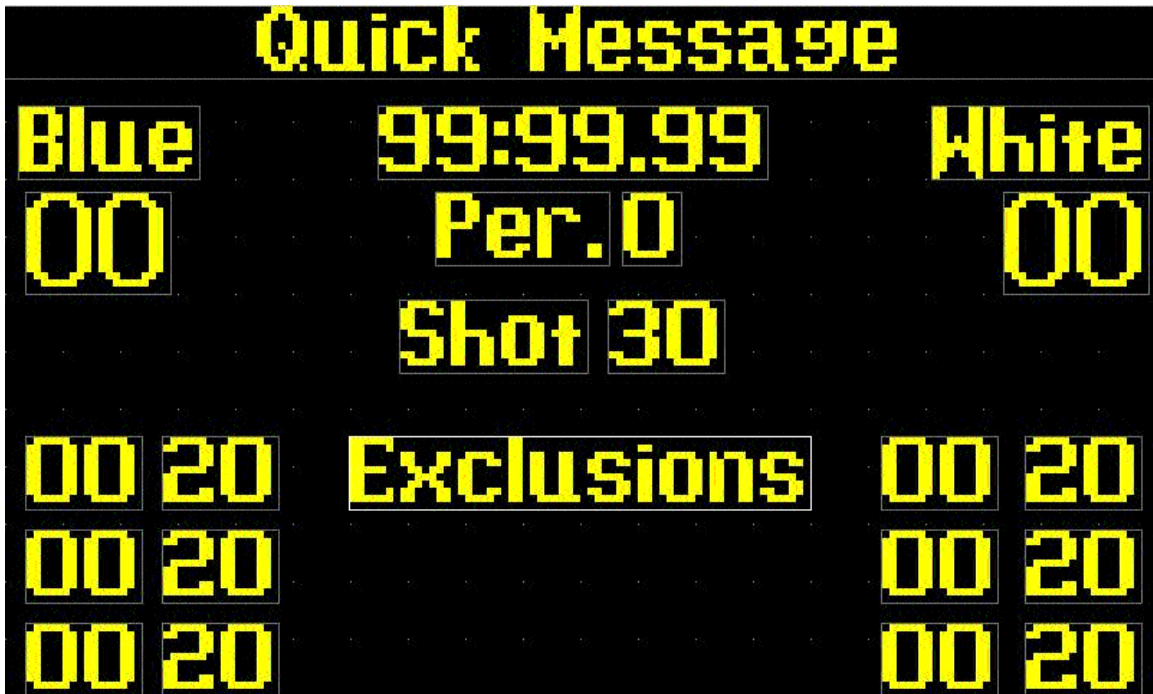 Quick Message
Blue 99:99.99 White
00 Per. 0 00
Shot 30
00 20 Exclusions 00 20
00 20 00 20
00 20 00 20